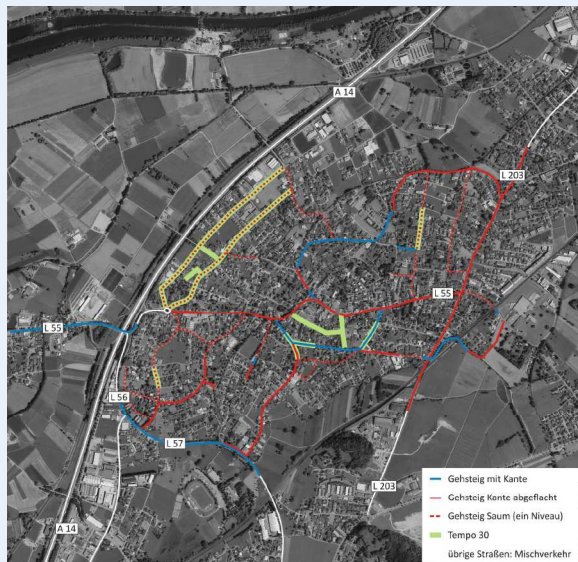 A 14
L 203
L 55
L 55
L 56
L 57
L 203
A 14
Gehsteig mit Kante
Gehsteig Kante abgeflacht
Gehsteig Saum (ein Niveau)
Tempo 30
übrige Straßen: Mischverkehr